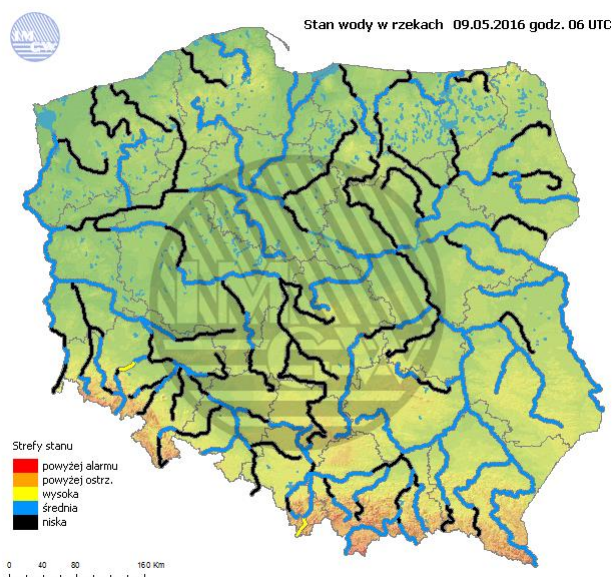 Stan wody w rzekach 09.05.2016 godz. 06 UTC
Strefy stanu
powyżej alarmu
powyżej ostrz.
wysoka
średnia
niska
0 40 80 160 Km